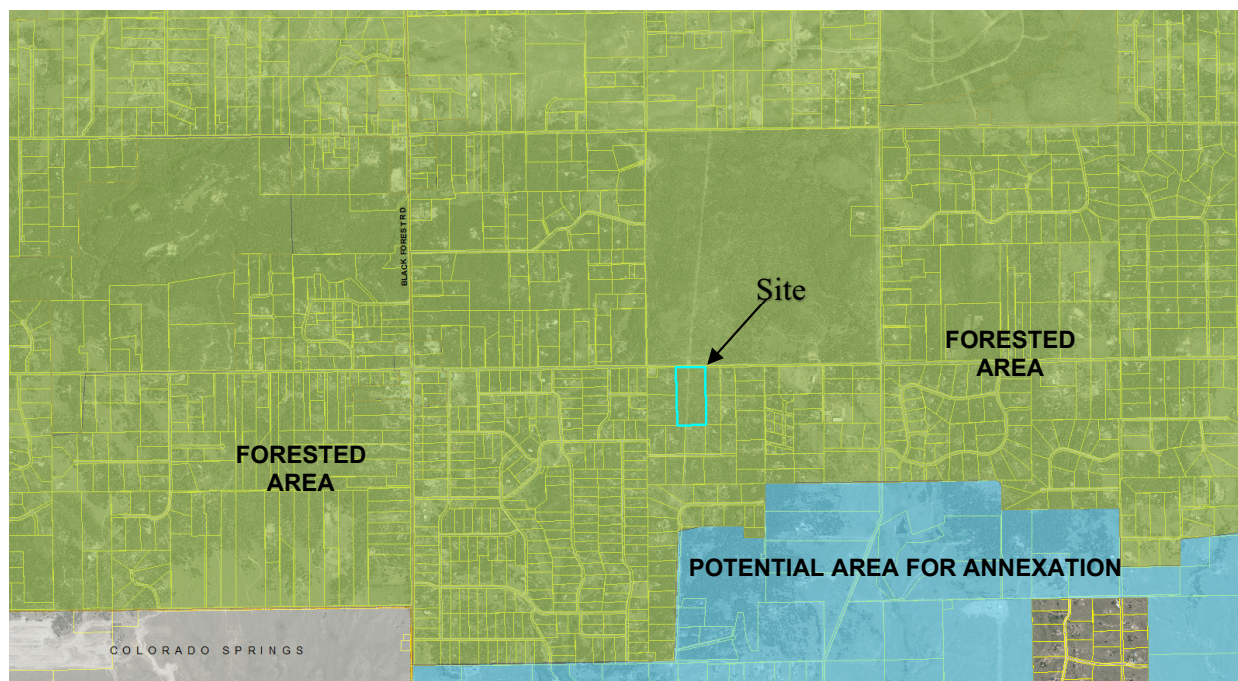 BLACK FOREST RD
Site
FORESTED
AREA
FORESTED
AREA
POTENTIAL AREA FOR ANNEXATION
COLORADO SPRINGS